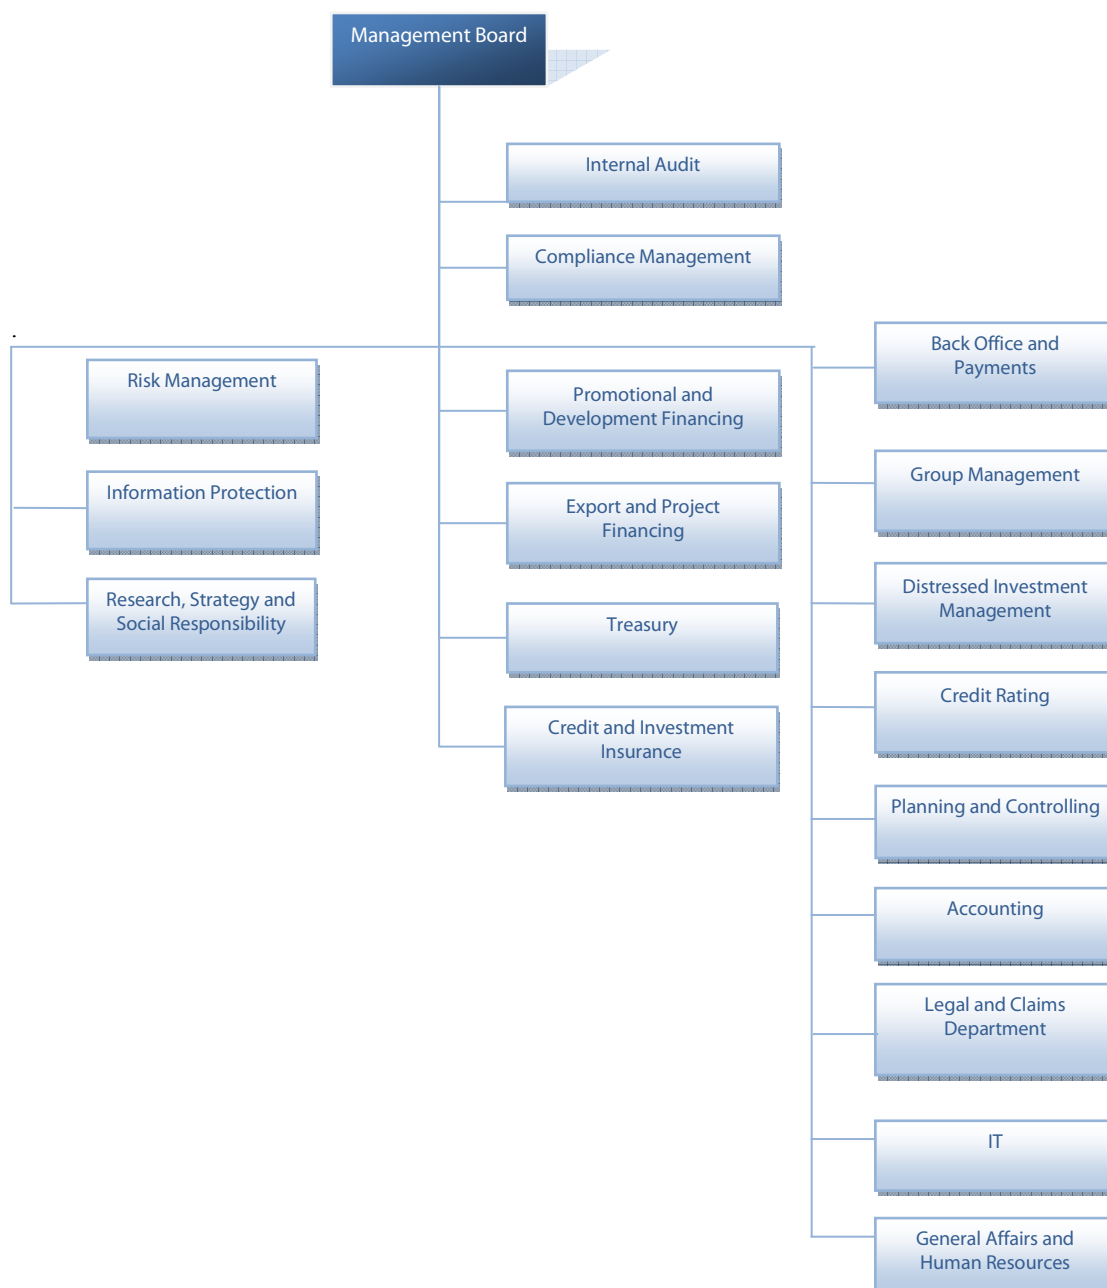 Management Board
Internal Audit
Compliance Management
.
Risk Management
Information Protection
Research, Strategy and
Social Responsibility
Promotional and
Development Financing
Export and Project
Financing
Treasury
Credit and Investment
Insurance
Back Office and
Payments
Group Management
Distressed Investment
Management
Credit Rating
Planning and Controlling
Accounting
Legal and Claims
Department
IT
General Affairs and
Human Resources